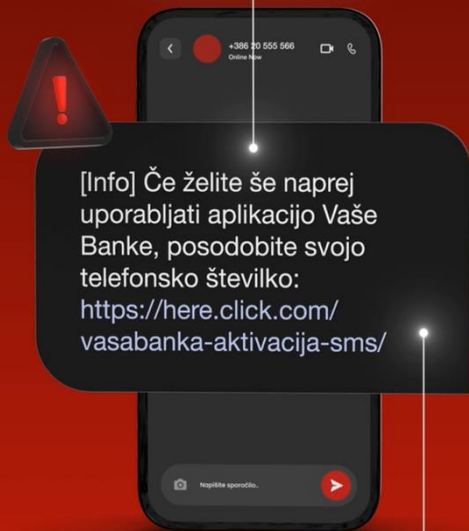 +386 20 555 566
Online Now
[Info] Če želite še naprej
uporabljati aplikacijo Vaše
Banke, posodobite svojo
telefonsko številko:
https://here.click.com/
vasabanka-aktivacija-sms/
Napišite sporočilo..